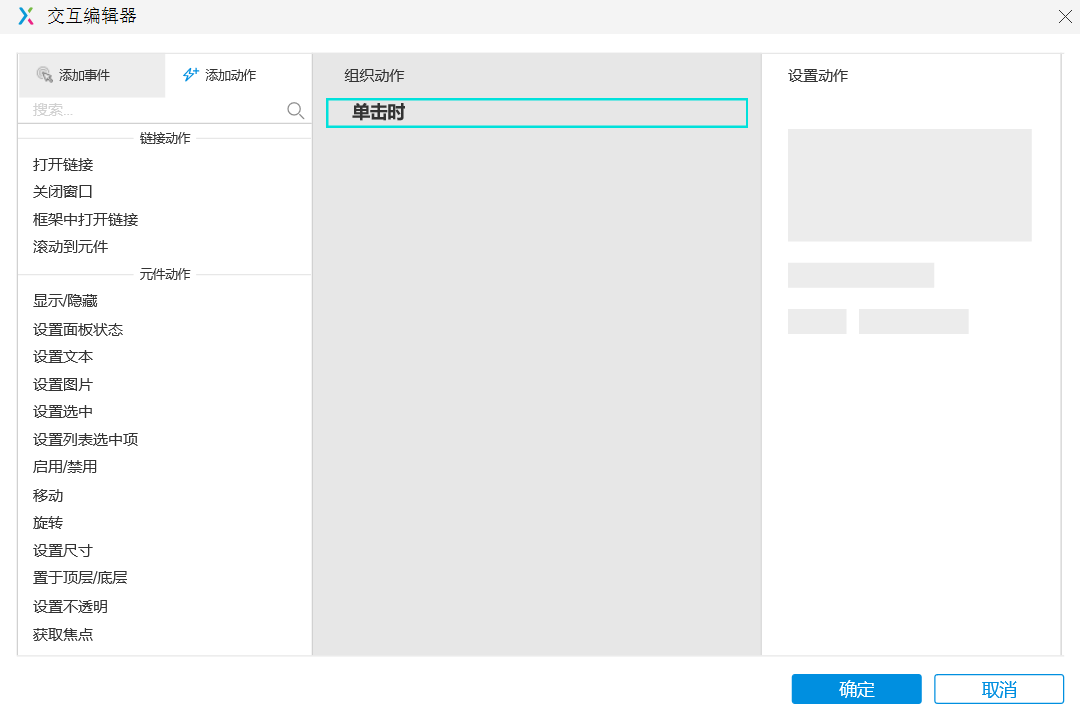 交互编辑器
添加事件 添加动作
搜索...
链接动作
打开链接
关闭窗口
框架中打开链接
滚动到元件
元件动作
显示/隐藏
设置面板状态
设置文本
设置图片
设置选中
设置列表选中项
启用/禁用
移动
旋转
设置尺寸
置于顶层/底层
设置不透明
获取焦点
组织动作
单击时
设置动作
确定 取消